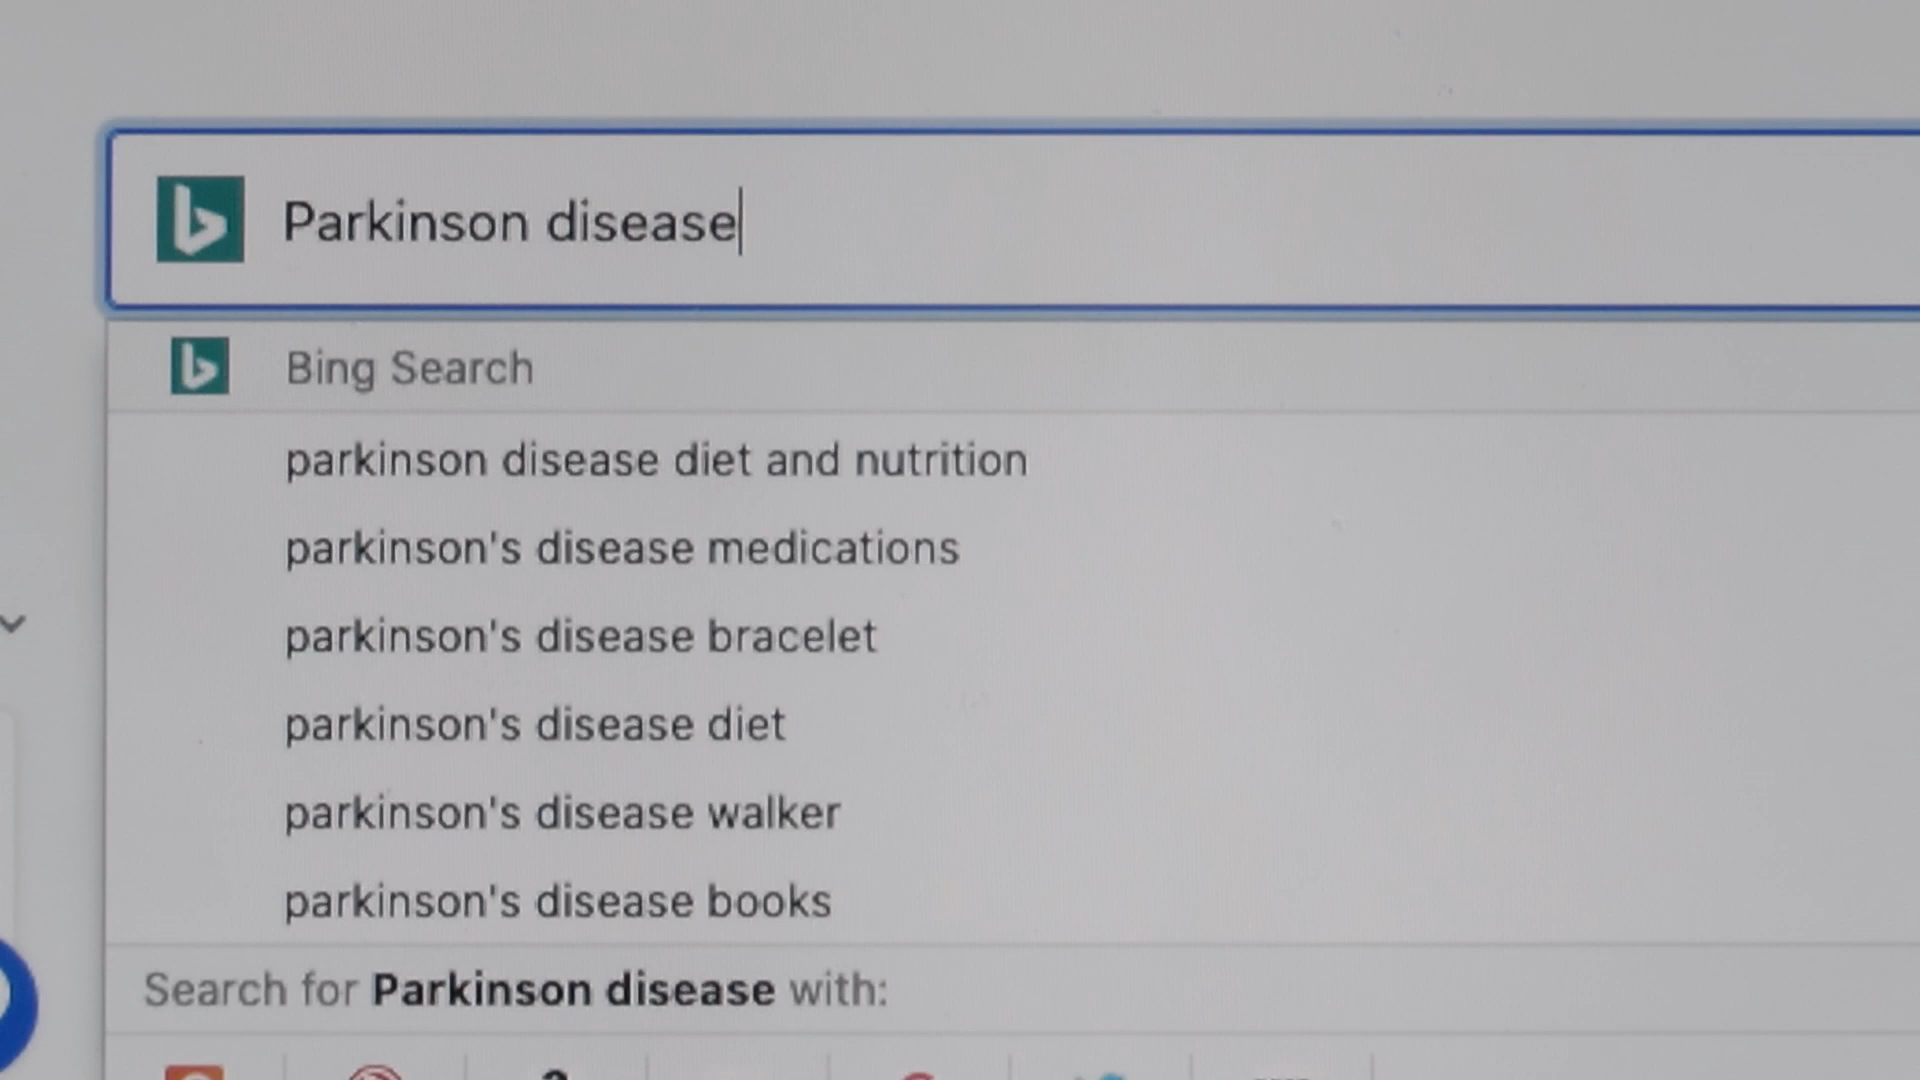 Parkinson disease
Bing Search
parkinson disease diet and nutrition
parkinson's disease medications
parkinson's disease bracelet
parkinson's disease diet
parkinson's disease walker
parkinson's disease books
Search for Parkinson disease with: